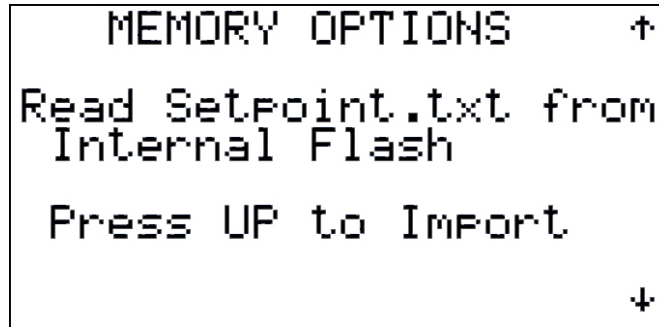 MEMORY OPTIONS ↑
Read Setpoint.txt from
Internal Flash
Press UP to Import
↓